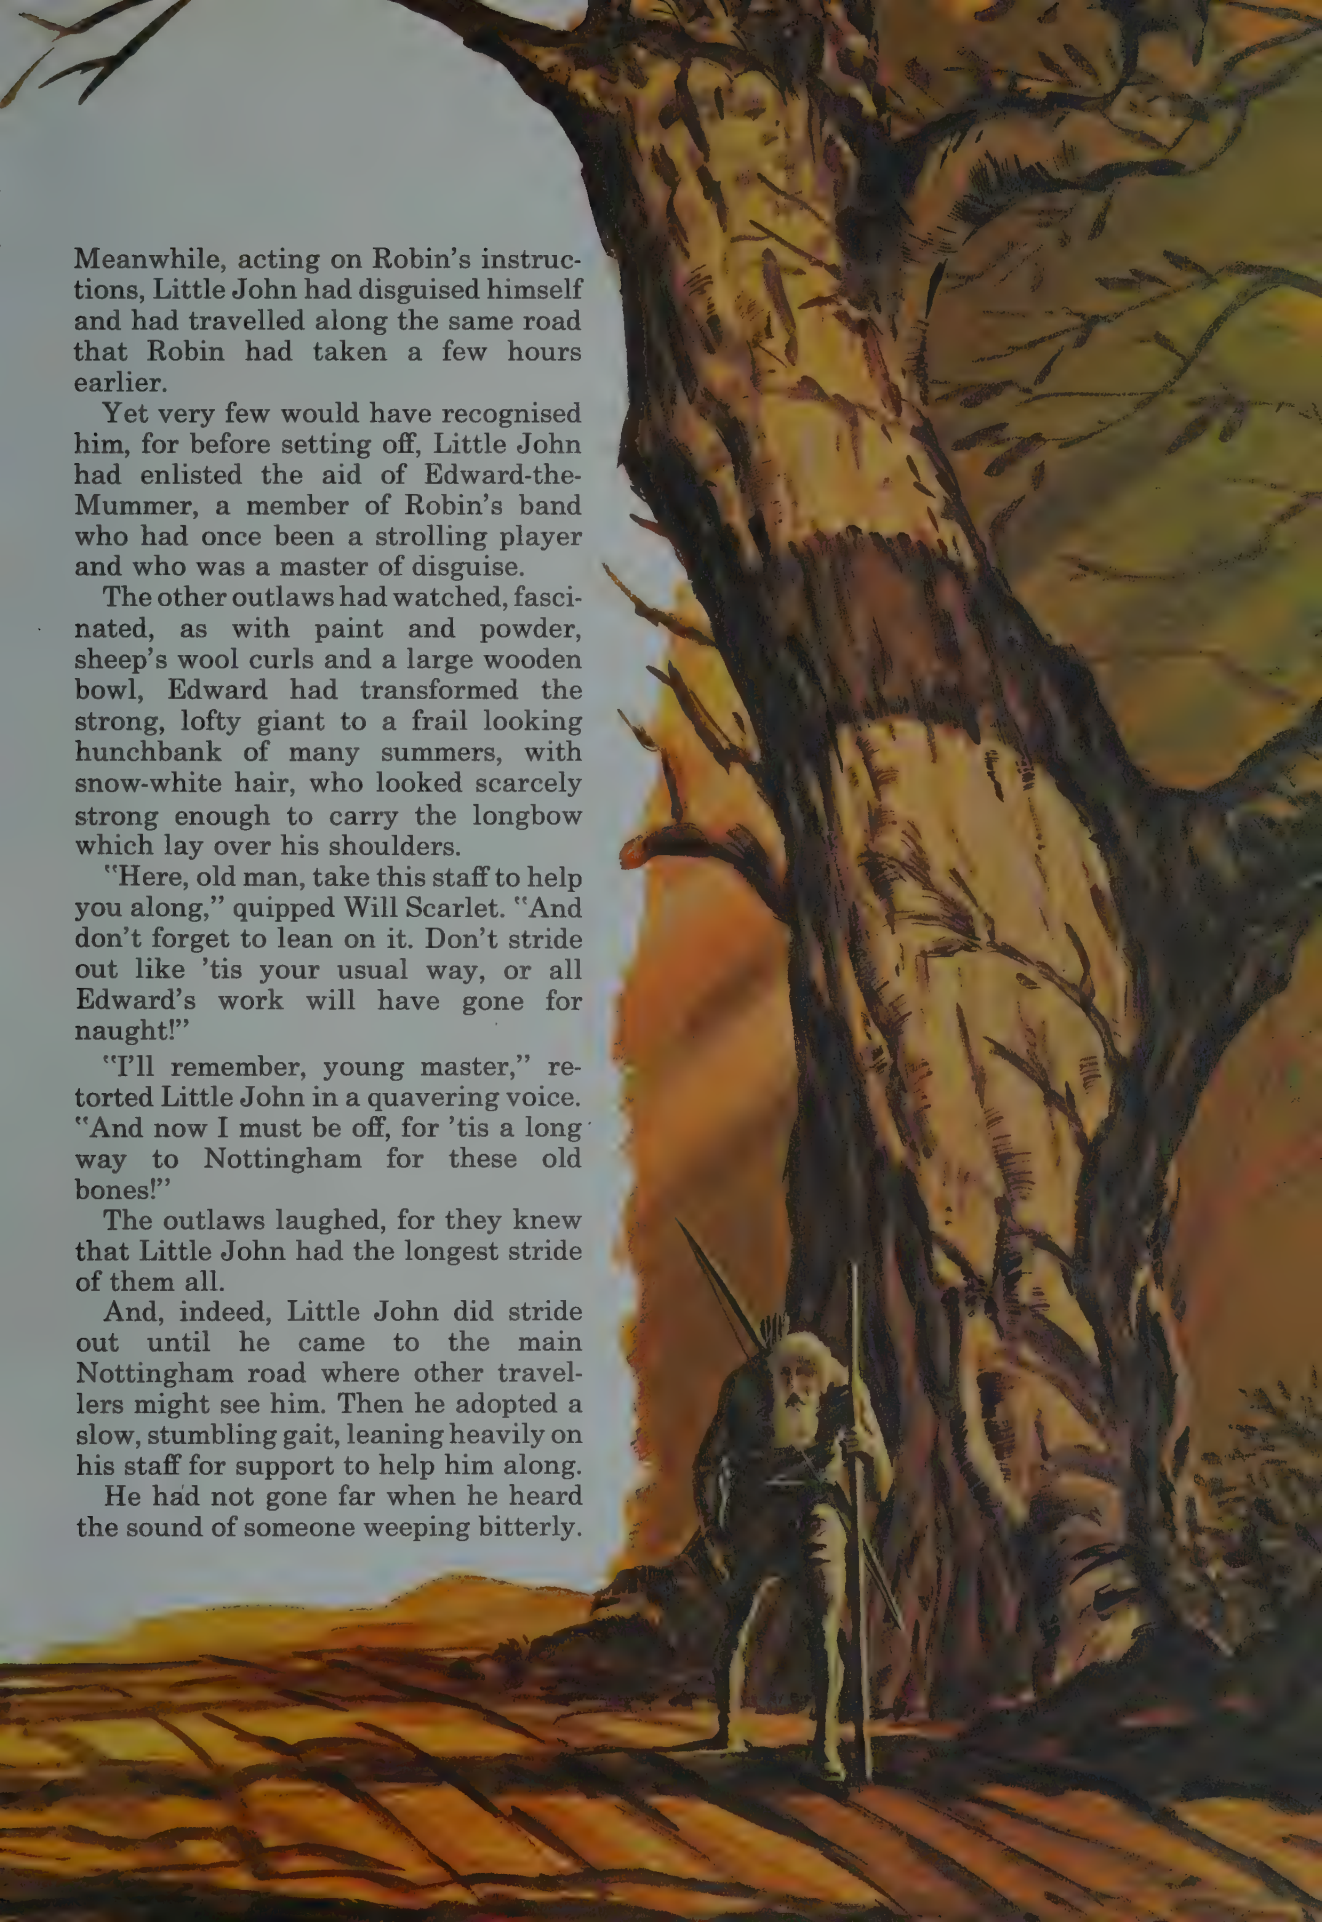 Meanwhile, acting on Robin's instruc-
tions, Little John had disguised himself
and had travelled along the same road
that Robin had taken a few hours
earlier.
Yet very few would have recognised
him, for before setting off, Little John
had enlisted the aid of Edward-the-
Mummer, a member of Robin's band
who had once been a strolling player
and who was a master of disguise.
The other outlaws had watched, fasci-
nated, as with paint and powder,
sheep's wool curls and a large wooden
bowl, Edward had transformed the
strong, lofty giant to a frail looking
hunchbank of many summers, with
snow-white hair, who looked scarcely
strong enough to carry the longbow
which lay over his shoulders.
"Here, old man, take this staff to help
you along," quipped Will Scarlet. "And
don't forget to lean on it. Don't stride
out like 'tis your usual way, or all
Edward's work will have gone for
naught!"
"I'll remember, young master," re-
torted Little John in a quavering voice.
"And now I must be off, for 'tis a long
way to Nottingham for these old
bones!"
The outlaws laughed, for they knew
that Little John had the longest stride
of them all.
And, indeed, Little John did stride
out until he came to the main
Nottingham road where other travel-
lers might see him. Then he adopted a
slow, stumbling gait, leaning heavily on
his staff for support to help him along.
He had not gone far when he heard
the sound of someone weeping bitterly.